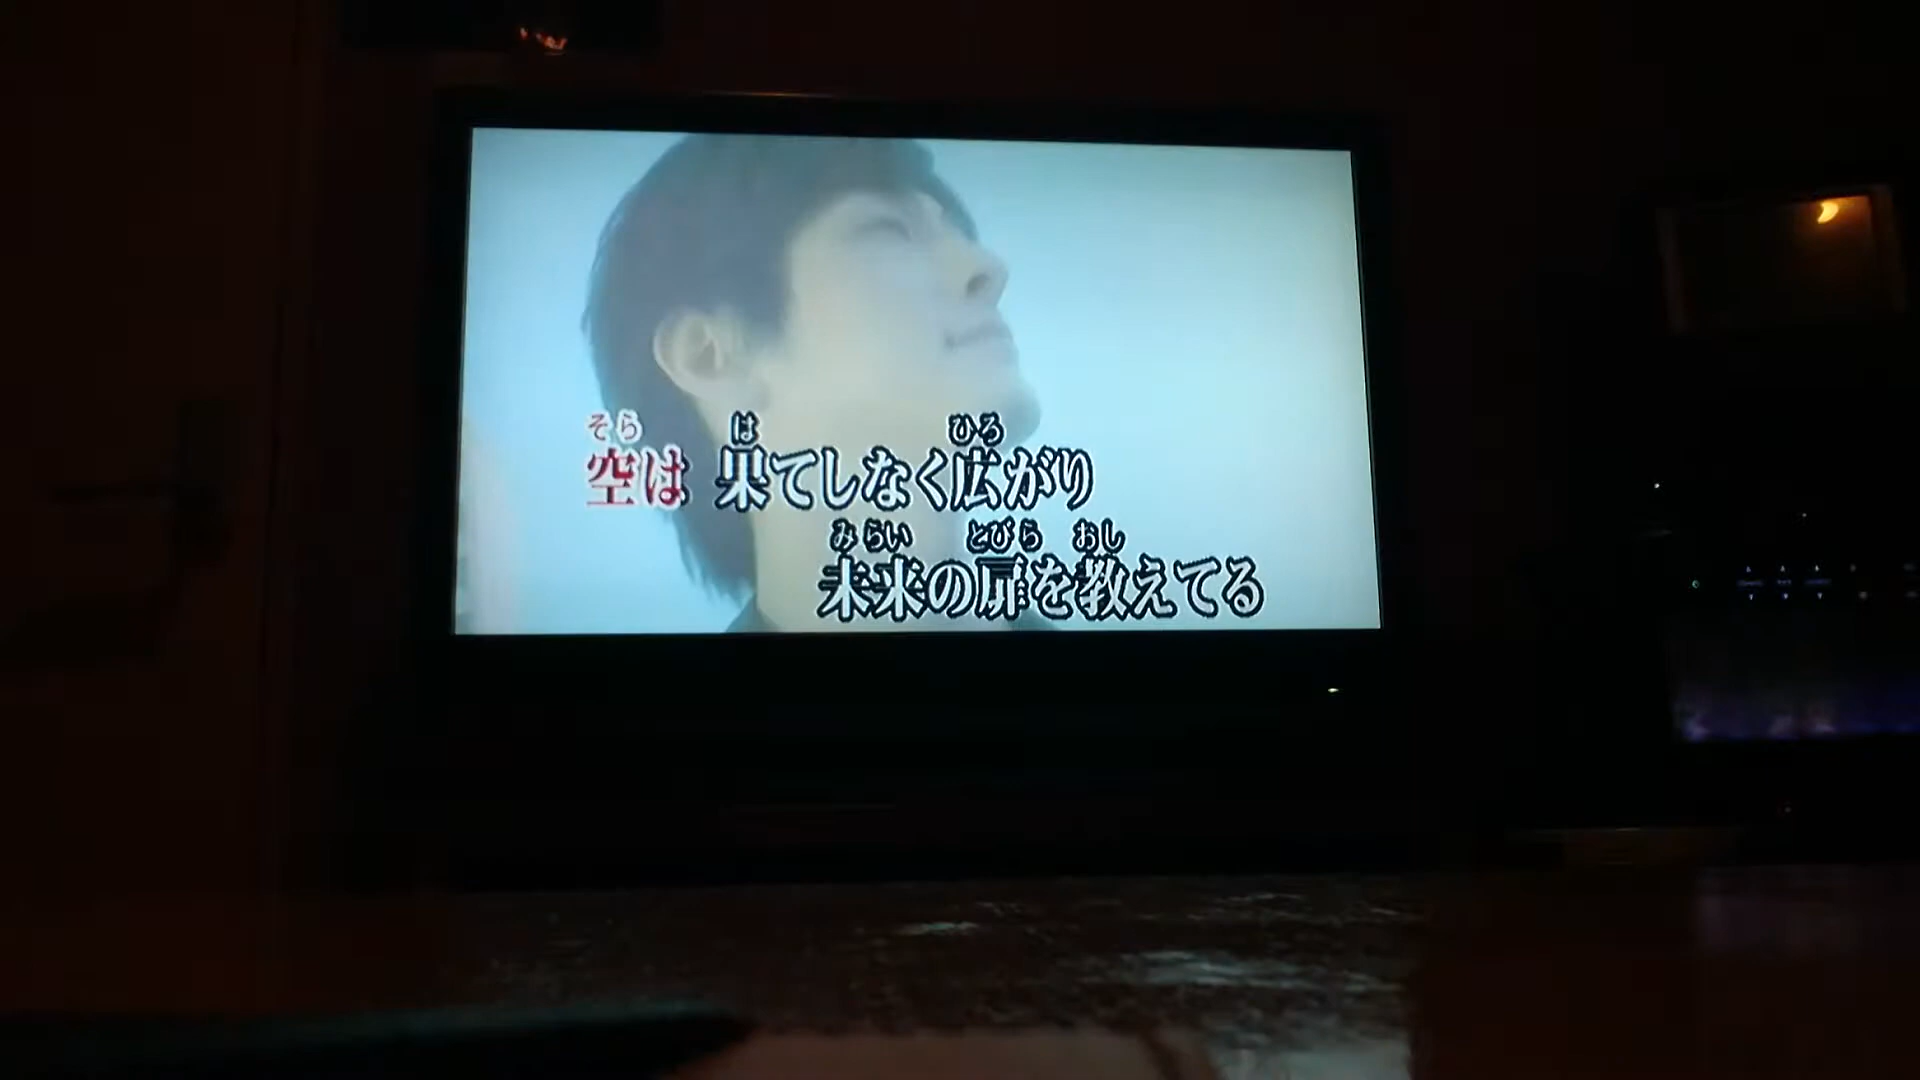 そら は ひろ
空は 果てしなく広がり
みらい とびら おし
未来の扉を教えてる